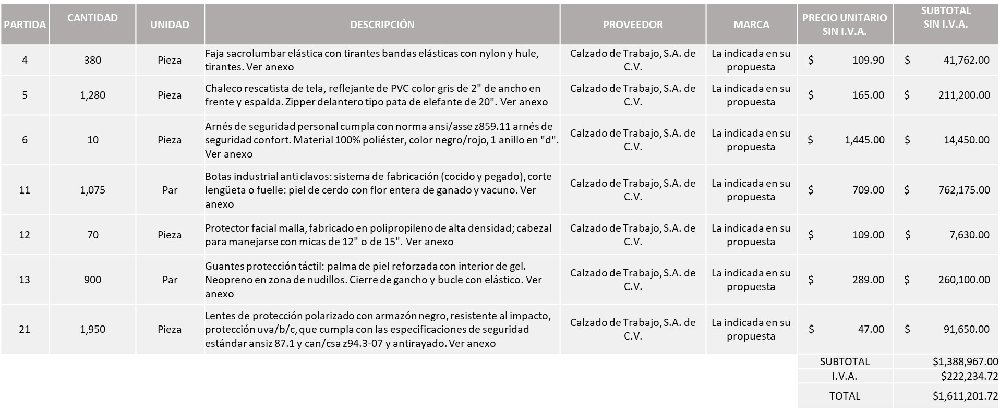 PARTIDA CANTIDAD UNIDAD DESCRIPCIÓN PROVEEDOR MARCA PRECIO UNITARIO SIN I.V.A. SUBTOTAL SIN I.V.A.
4 380 Pieza Faja sacrolumbar elástica con tirantes bandas elásticas con nylon y hule, tirantes. Ver anexo Calzado de Trabajo, S.A. de C.V. La indicada en su propuesta $ 109.90 $ 41,762.00
5 1,280 Pieza Chaleco rescatista de tela, reflejante de PVC color gris de 2" de ancho en frente y espalda. Zipper delantero tipo pata de elefante de 20". Ver anexo Calzado de Trabajo, S.A. de C.V. La indicada en su propuesta $ 165.00 $ 211,200.00
6 10 Pieza Arnés de seguridad personal cumpla con norma ansi/asse z859.11 arnés de seguridad confort. Material 100% poliéster, color negro/rojo, 1 anillo en "d". Ver anexo Calzado de Trabajo, S.A. de C.V. La indicada en su propuesta $ 1,445.00 $ 14,450.00
11 1,075 Par Botas industrial anti clavos: sistema de fabricación (cocido y pegado), corte lengüeta o fuelle: piel de cerdo con flor entera de ganado y vacuno. Ver anexo Calzado de Trabajo, S.A. de C.V. La indicada en su propuesta $ 709.00 $ 762,175.00
12 70 Pieza Protector facial malla, fabricado en polipropileno de alta densidad; cabezal para manejarse con micas de 12" o de 15". Ver anexo Calzado de Trabajo, S.A. de C.V. La indicada en su propuesta $ 109.00 $ 7,630.00
13 900 Par Guantes protección táctil: palma de piel reforzada con interior de gel. Neopreno en zona de nudillos. Cierre de gancho y bucle con elástico. Ver anexo Calzado de Trabajo, S.A. de C.V. La indicada en su propuesta $ 289.00 $ 260,100.00
21 1,950 Pieza Lentes de protección polarizado con armazón negro, resistente al impacto, protección uva/b/c, que cumpla con las especificaciones de seguridad estándar ansiz 87.1 y can/csa z94.3-07 y antirayado. Ver anexo Calzado de Trabajo, S.A. de C.V. La indicada en su propuesta $ 47.00 $ 91,650.00
SUBTOTAL $1,388,967.00
I.V.A. $222,234.72
TOTAL $1,611,201.72